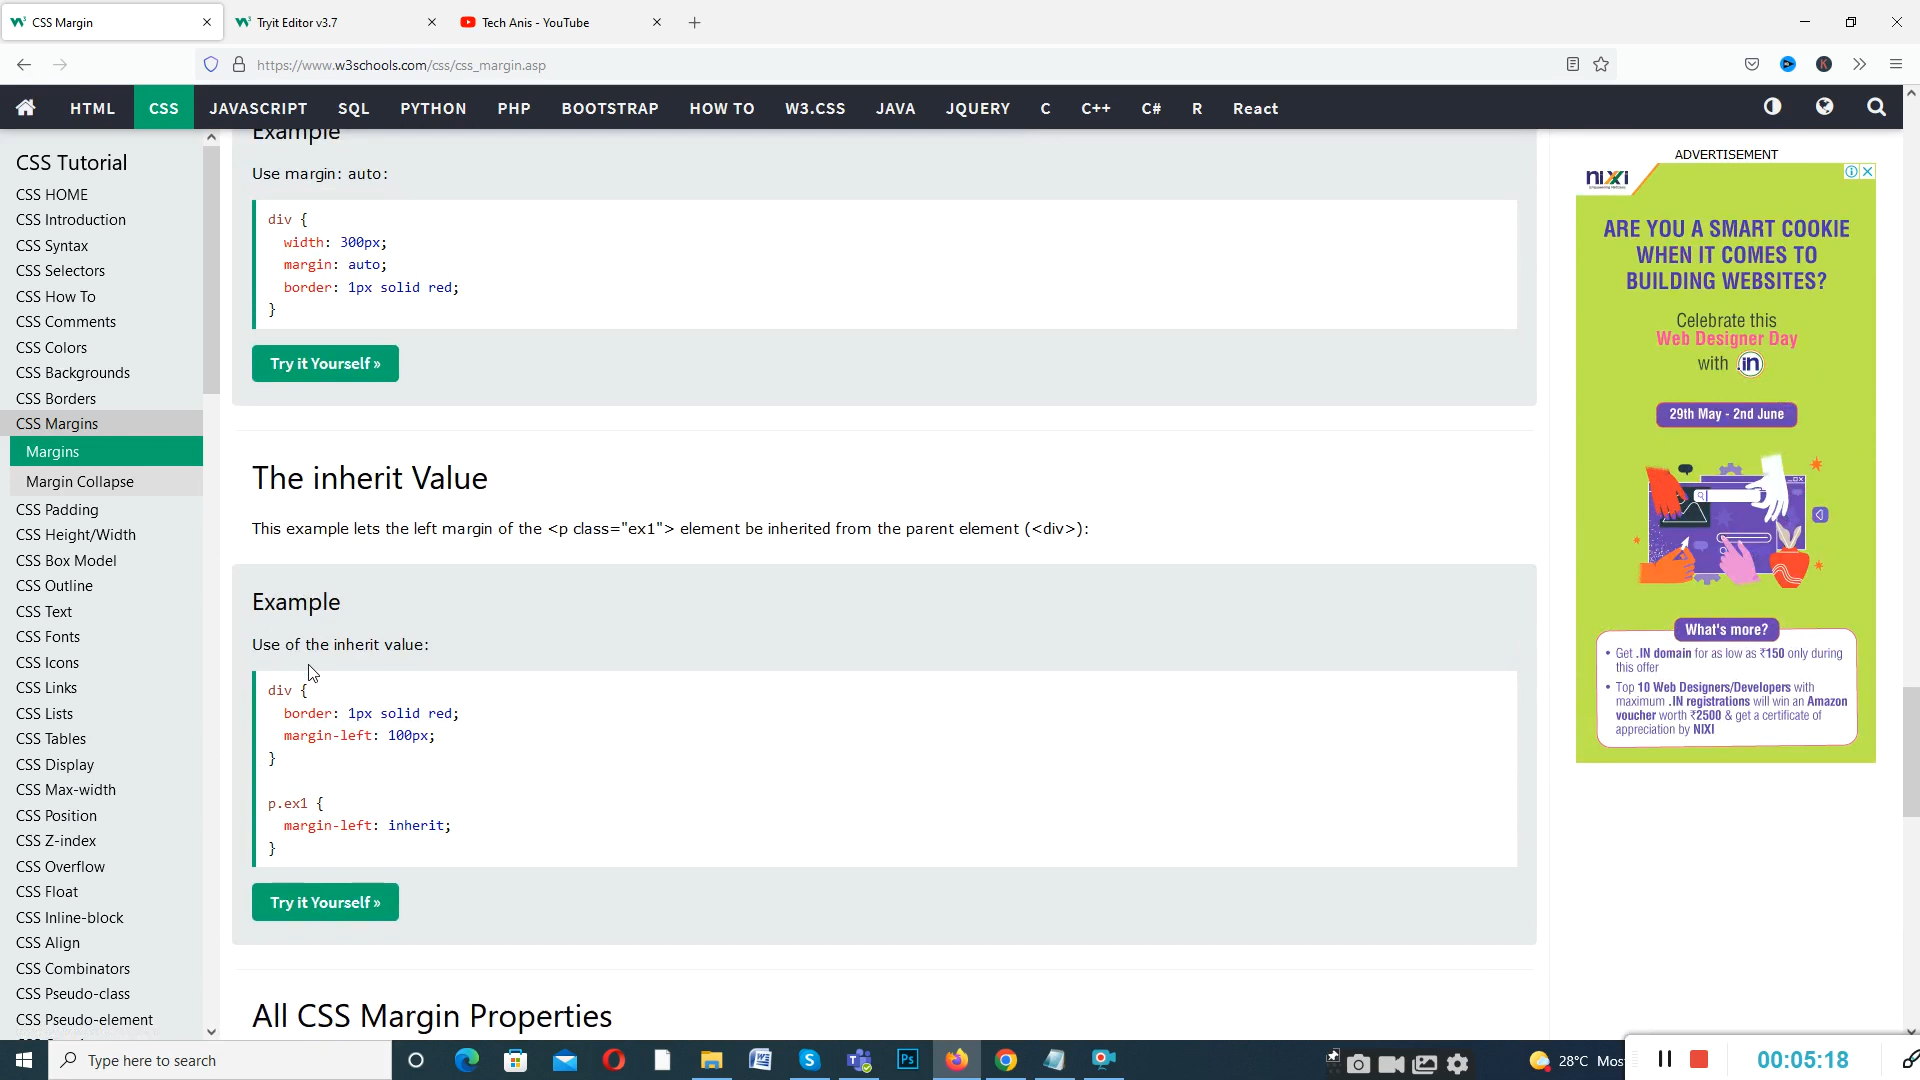 CSS Margin
Tryit Editor v3.7
Tech Anis - YouTube
https://www.w3schools.com/css/css_margin.asp
HTML CSS JAVASCRIPT SQL PYTHON PHP BOOTSTRAP HOW TO W3.CSS JAVA JQUERY C C++ C# R React
CSS Tutorial
CSS HOME
CSS Introduction
CSS Syntax
CSS Selectors
CSS How To
CSS Comments
CSS Colors
CSS Backgrounds
CSS Borders
CSS Margins
Margins
Margin Collapse
CSS Padding
CSS Height/Width
CSS Box Model
CSS Outline
CSS Text
CSS Fonts
CSS Icons
CSS Links
CSS Lists
CSS Tables
CSS Display
CSS Max-width
CSS Position
CSS Z-index
CSS Overflow
CSS Float
CSS Inline-block
CSS Align
CSS Combinators
CSS Pseudo-class
CSS Pseudo-element
Example
Use margin: auto:
div {
width: 300px;
margin: auto;
border: 1px solid red;
}
Try it Yourself »
The inherit Value
This example lets the left margin of the <p class="ex1"> element be inherited from the parent element (<div>):
Example
Use of the inherit value:
div {
border: 1px solid red;
margin-left: 100px;
}
p.ex1 {
margin-left: inherit;
}
Try it Yourself »
All CSS Margin Properties
ADVERTISEMENT
nixi
ARE YOU A SMART COOKIE
WHEN IT COMES TO
BUILDING WEBSITES?
Celebrate this
Web Designer Day
with .in
29th May - 2nd June
What's more?
• Get .IN domain for as low as ₹150 only during
this offer
• Top 10 Web Designers/Developers with
maximum .IN registrations will win an Amazon
voucher worth ₹2500 & get a certificate of
appreciation by NIXI
Type here to search
28°C Mos
00:05:18